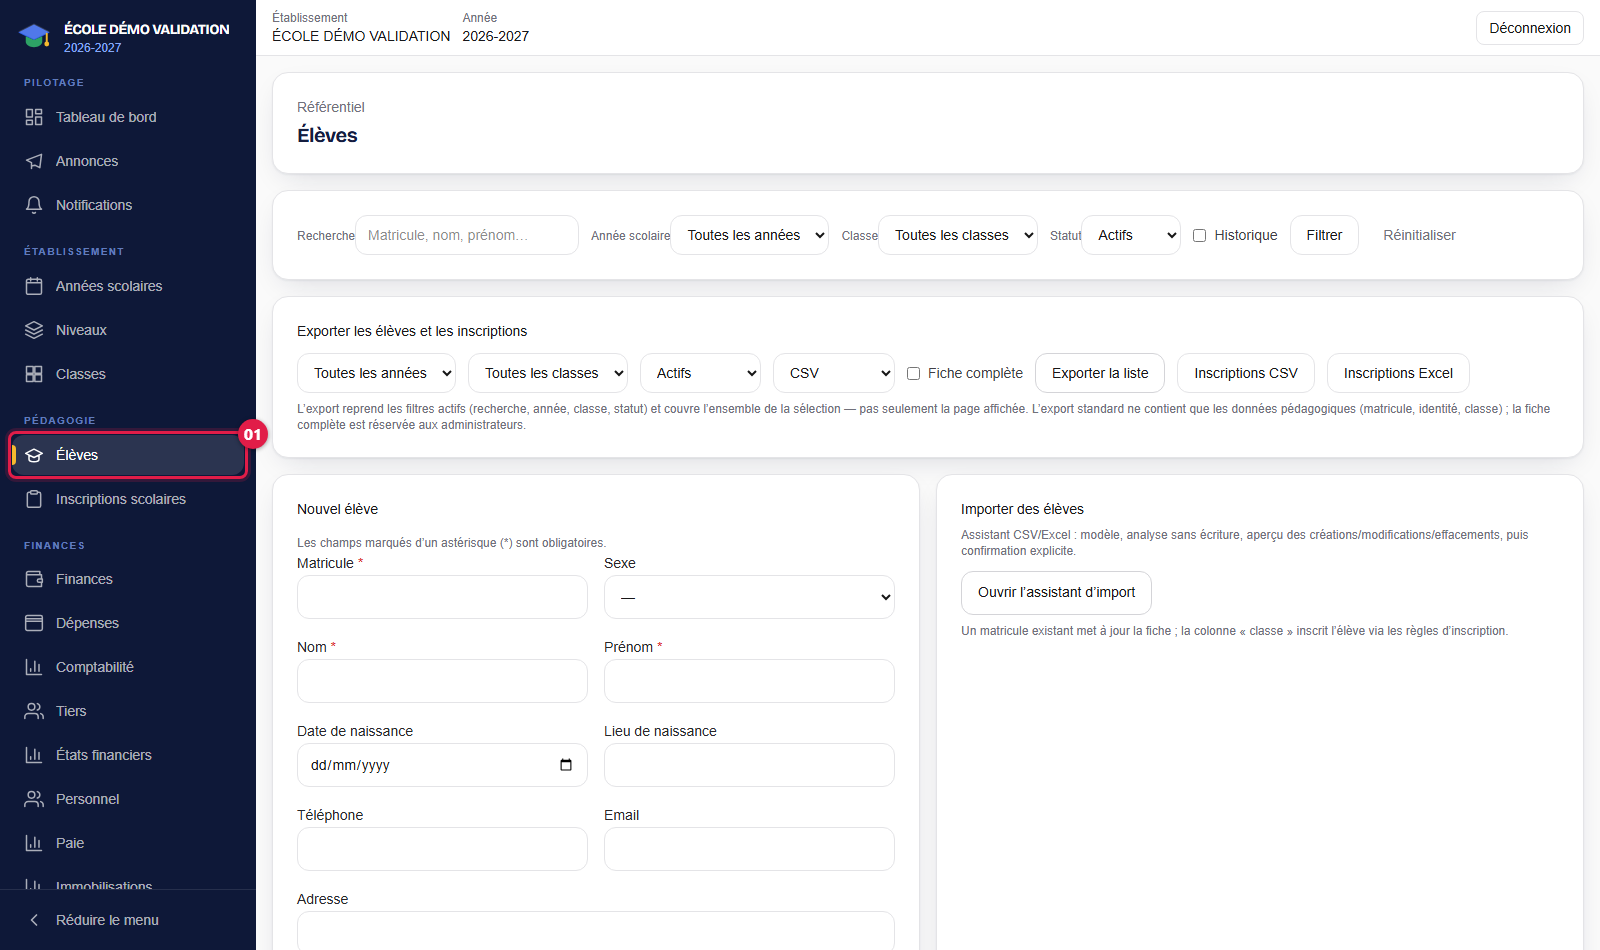 ÉCOLE DÉMO VALIDATION
2026-2027
PILOTAGE
Tableau de bord
Annonces
Notifications
ÉTABLISSEMENT
Années scolaires
Niveaux
Classes
PÉDAGOGIE
01
Élèves
Inscriptions scolaires
FINANCES
Finances
Dépenses
Comptabilité
Tiers
États financiers
Personnel
Paie
Immobilisations
Réduire le menu
Établissement Année
ÉCOLE DÉMO VALIDATION 2026-2027
Déconnexion
Référentiel
Élèves
Recherche Matricule, nom, prénom… Année scolaire Toutes les années Classe Toutes les classes Statut Actifs Historique Filtrer Réinitialiser
Exporter les élèves et les inscriptions
Toutes les années Toutes les classes Actifs CSV Fiche complète Exporter la liste Inscriptions CSV Inscriptions Excel
L’export reprend les filtres actifs (recherche, année, classe, statut) et couvre l’ensemble de la sélection — pas seulement la page affichée. L’export standard ne contient que les données pédagogiques (matricule, identité, classe) ; la fiche
complète est réservée aux administrateurs.
Nouvel élève
Les champs marqués d’un astérisque (*) sont obligatoires.
Matricule * Sexe
—
Nom * Prénom *
Date de naissance Lieu de naissance
dd/mm/yyyy
Téléphone Email
Adresse
Importer des élèves
Assistant CSV/Excel : modèle, analyse sans écriture, aperçu des créations/modifications/effacements, puis
confirmation explicite.
Ouvrir l’assistant d’import
Un matricule existant met à jour la fiche ; la colonne « classe » inscrit l’élève via les règles d’inscription.